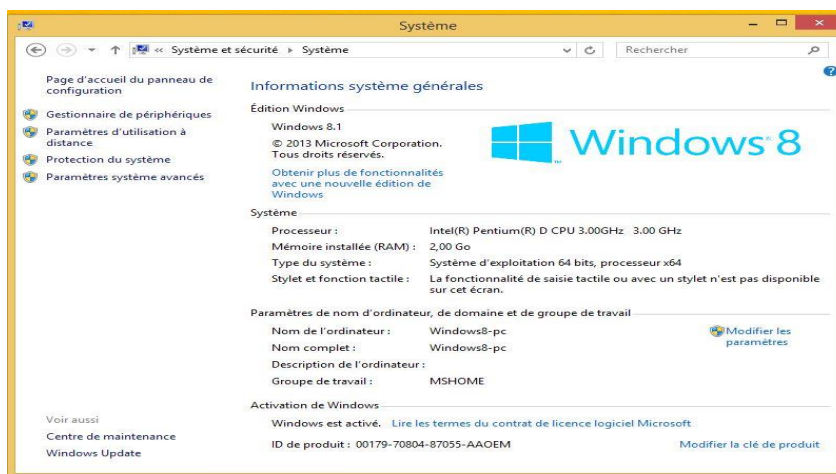 Système
« Système et sécurité ▸ Système
Rechercher
Page d'accueil du panneau de
configuration
Gestionnaire de périphériques
Paramètres d'utilisation à
distance
Protection du système
Paramètres système avancés
Voir aussi
Centre de maintenance
Windows Update
Informations système générales
Édition Windows
Windows 8.1
© 2013 Microsoft Corporation.
Tous droits réservés.
Obtenir plus de fonctionnalités
avec une nouvelle édition de
Windows
Windows 8
Système
Processeur : Intel(R) Pentium(R) D CPU 3.00GHz 3.00 GHz
Mémoire installée (RAM) : 2,00 Go
Type du système : Système d'exploitation 64 bits, processeur x64
Stylet et fonction tactile : La fonctionnalité de saisie tactile ou avec un stylet n'est pas disponible
sur cet écran.
Paramètres de nom d'ordinateur, de domaine et de groupe de travail
Nom de l'ordinateur : Windows8-pc
Modifier les
paramètres
Nom complet : Windows8-pc
Description de l'ordinateur :
Groupe de travail : MSHOME
Activation de Windows
Windows est activé. Lire les termes du contrat de licence logiciel Microsoft
ID de produit : 00179-70804-87055-AAOEM Modifier la clé de produit